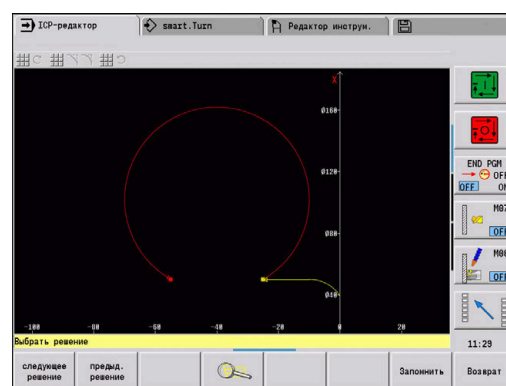 ICP-редактор
smart.Turn
Редактор инструм.
X
Ø160
Ø120
Ø80
Ø40
-100 -80 -60 -40 -20 0 20
END PGM
OFF
OFF ON
M07
OFF
M08
OFF
Выбрать решение
11:29
следующее решение
предыд. решение
Запомнить
Возврат